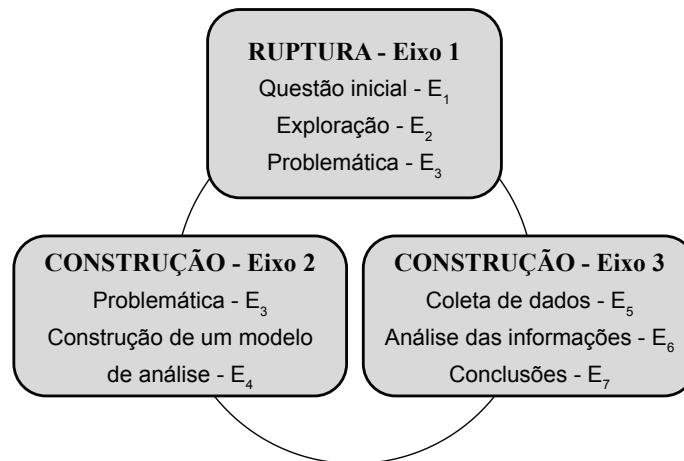 RUPTURA - Eixo 1
Questão inicial - E₁
Exploração - E₂
Problemática - E₃
CONSTRUÇÃO - Eixo 2
Problemática - E₃
Construção de um modelo
de análise - E₄
CONSTRUÇÃO - Eixo 3
Coleta de dados - E₅
Análise das informações - E₆
Conclusões - E₇